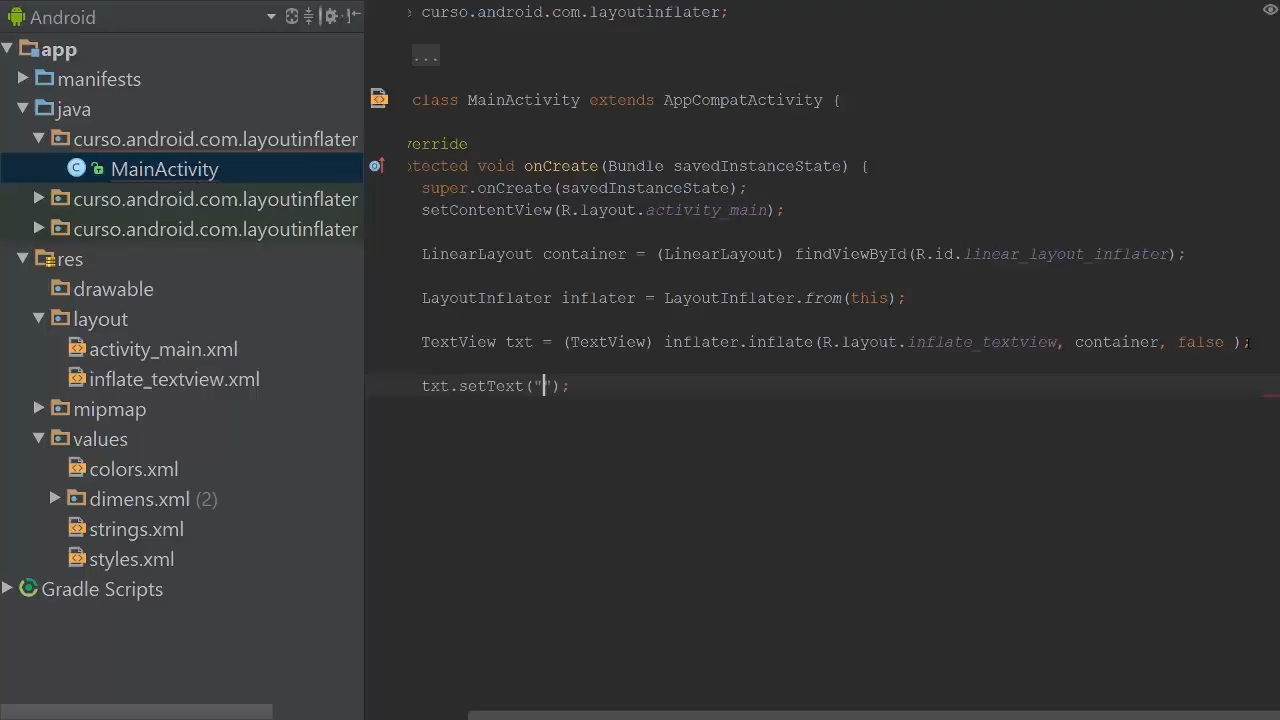 Android
app
manifests
java
curso.android.com.layoutinflater
MainActivity
curso.android.com.layoutinflater
curso.android.com.layoutinflater
res
drawable
layout
activity_main.xml
inflate_textview.xml
mipmap
values
colors.xml
dimens.xml (2)
strings.xml
styles.xml
Gradle Scripts
curso.android.com.layoutinflater;
...
class MainActivity extends AppCompatActivity {
verride
otected void onCreate(Bundle savedInstanceState) {
super.onCreate(savedInstanceState);
setContentView(R.layout.activity_main);
LinearLayout container = (LinearLayout) findViewById(R.id.linear_layout_inflater);
LayoutInflater inflater = LayoutInflater.from(this);
TextView txt = (TextView) inflater.inflate(R.layout.inflate_textview, container, false );
txt.setText("");